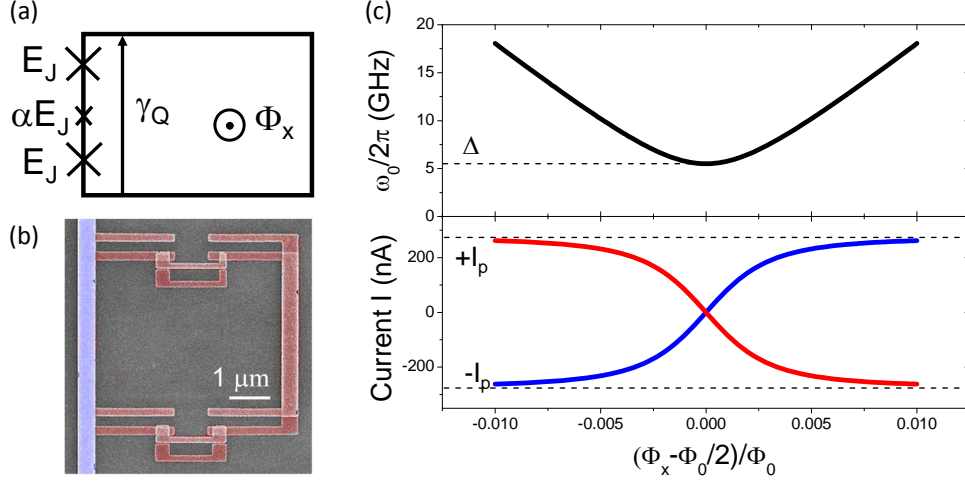 (a)
E_J
αE_J
E_J
γ_Q
Φ_x
(b)
1 μm
(c)
ω_0/2π (GHz)
20
15
10
5
0
Δ
Current I (nA)
200
0
-200
+I_p
-I_p
-0.010
-0.005
0.000
0.005
0.010
(Φ_x-Φ_0/2)/Φ_0